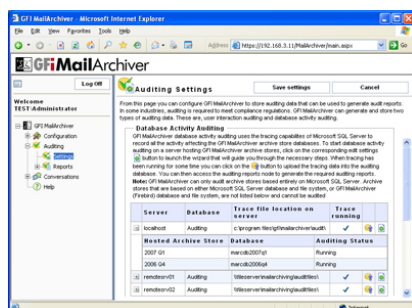 GFI MailArchiver - Microsoft Internet Explorer
File Edit View Favorites Tools Help
Address https://192.168.3.11/MailArchiver/main.aspx Go
GFiMailArchiver
Log Off
Welcome
TEST\Administrator
GFI MailArchiver
Configuration
Auditing
Settings
Reports
Conversations
Help
Auditing Settings
Save settings
Cancel
From this page you can configure GFI MailArchiver to store auditing data that can be used to generate audit reports.
In some industries, auditing is required to meet compliance regulations. GFI MailArchiver can generate and store two
types of auditing data. These are, user interaction auditing and database activity auditing.
Database Activity Auditing
GFI MailArchiver database activity auditing uses the tracing capabilities of Microsoft SQL Server to
record all the activity affecting the GFI MailArchiver archive store databases. To start database activity
auditing on a server hosting GFI MailArchiver archive stores, click on the corresponding edit settings
button to launch the wizard that will guide you through the necessary steps. When tracing has
been running for some time you can click on the button to upload the tracing data into the auditing
database. You can then access the auditing reports node to generate the required auditing reports.
Note: GFI MailArchiver can only audit archive stores based entirely on Microsoft SQL Server. Archive
stores that are based on either Microsoft SQL Server database and file system, or GFI MailArchiver
(Firebird) database and file system, are not listed below and cannot be audited
Server Database Trace file location on server Trace running
localhost Auditing c:\program files\gfi\mailarchiver\audit\
Hosted Archive Store Database Auditing Status
2007 Q1 marcdb2007q1 Running
2006 Q4 marcdb2006q4 Running
remotesrv01 Auditing \\fileserver\mailarchiving\auditfiles\
remotesrv02 Auditing \\fileserver\mailarchiving\auditfiles\
Internet